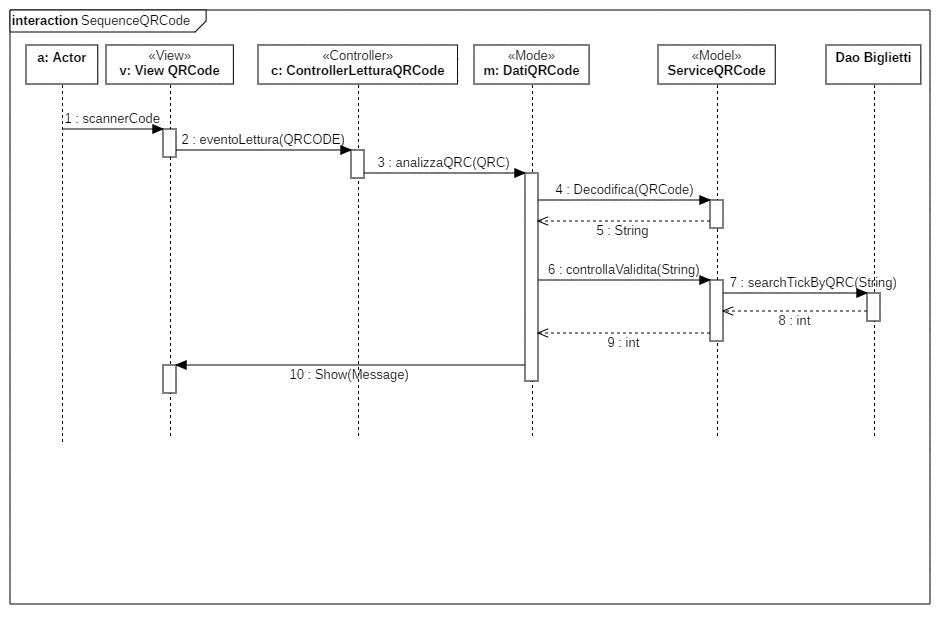 interaction SequenceQRCode
a: Actor
«View»
v: View QRCode
«Controller»
c: ControllerLetturaQRCode
«Mode»
m: DatiQRCode
«Model»
ServiceQRCode
Dao Biglietti
1 : scannerCode
2 : eventoLettura(QRCODE)
3 : analizzaQRC(QRC)
4 : Decodifica(QRCode)
5 : String
6 : controllaValidita(String)
7 : searchTickByQRC(String)
8 : int
9 : int
10 : Show(Message)